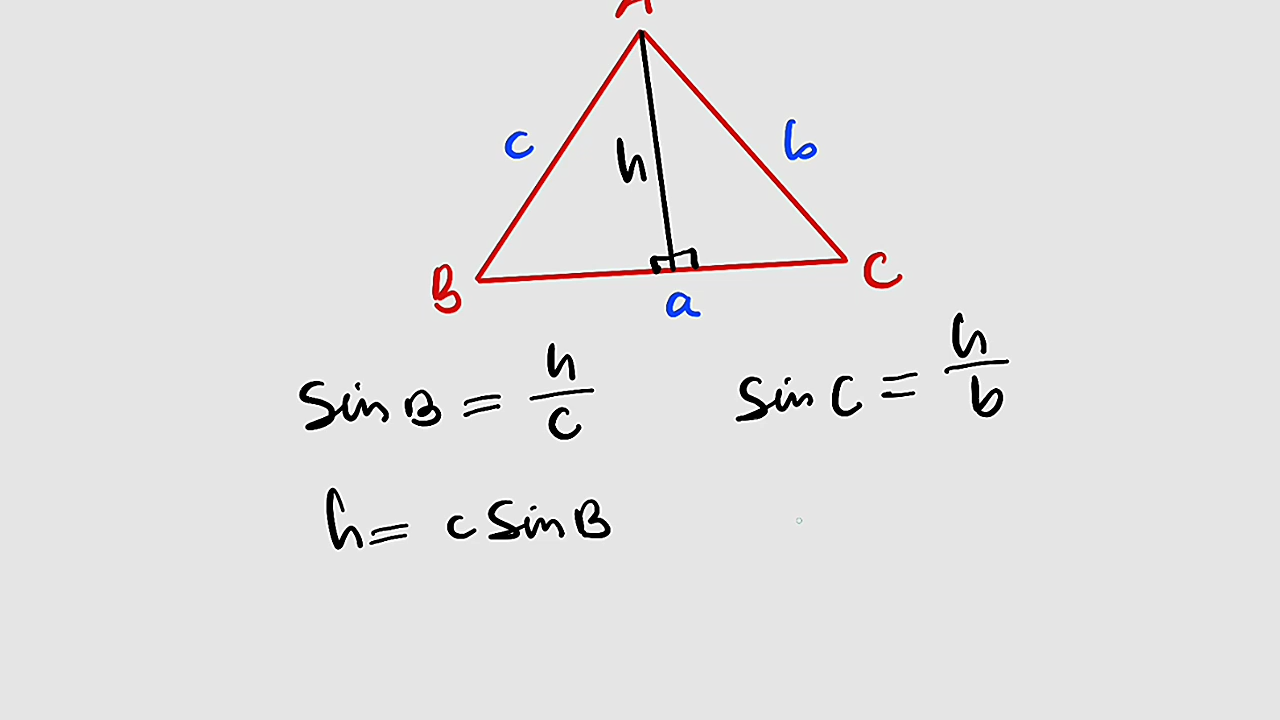 A
c h b
B a C
sin B = h/c sin C = h/b
h = c sin B